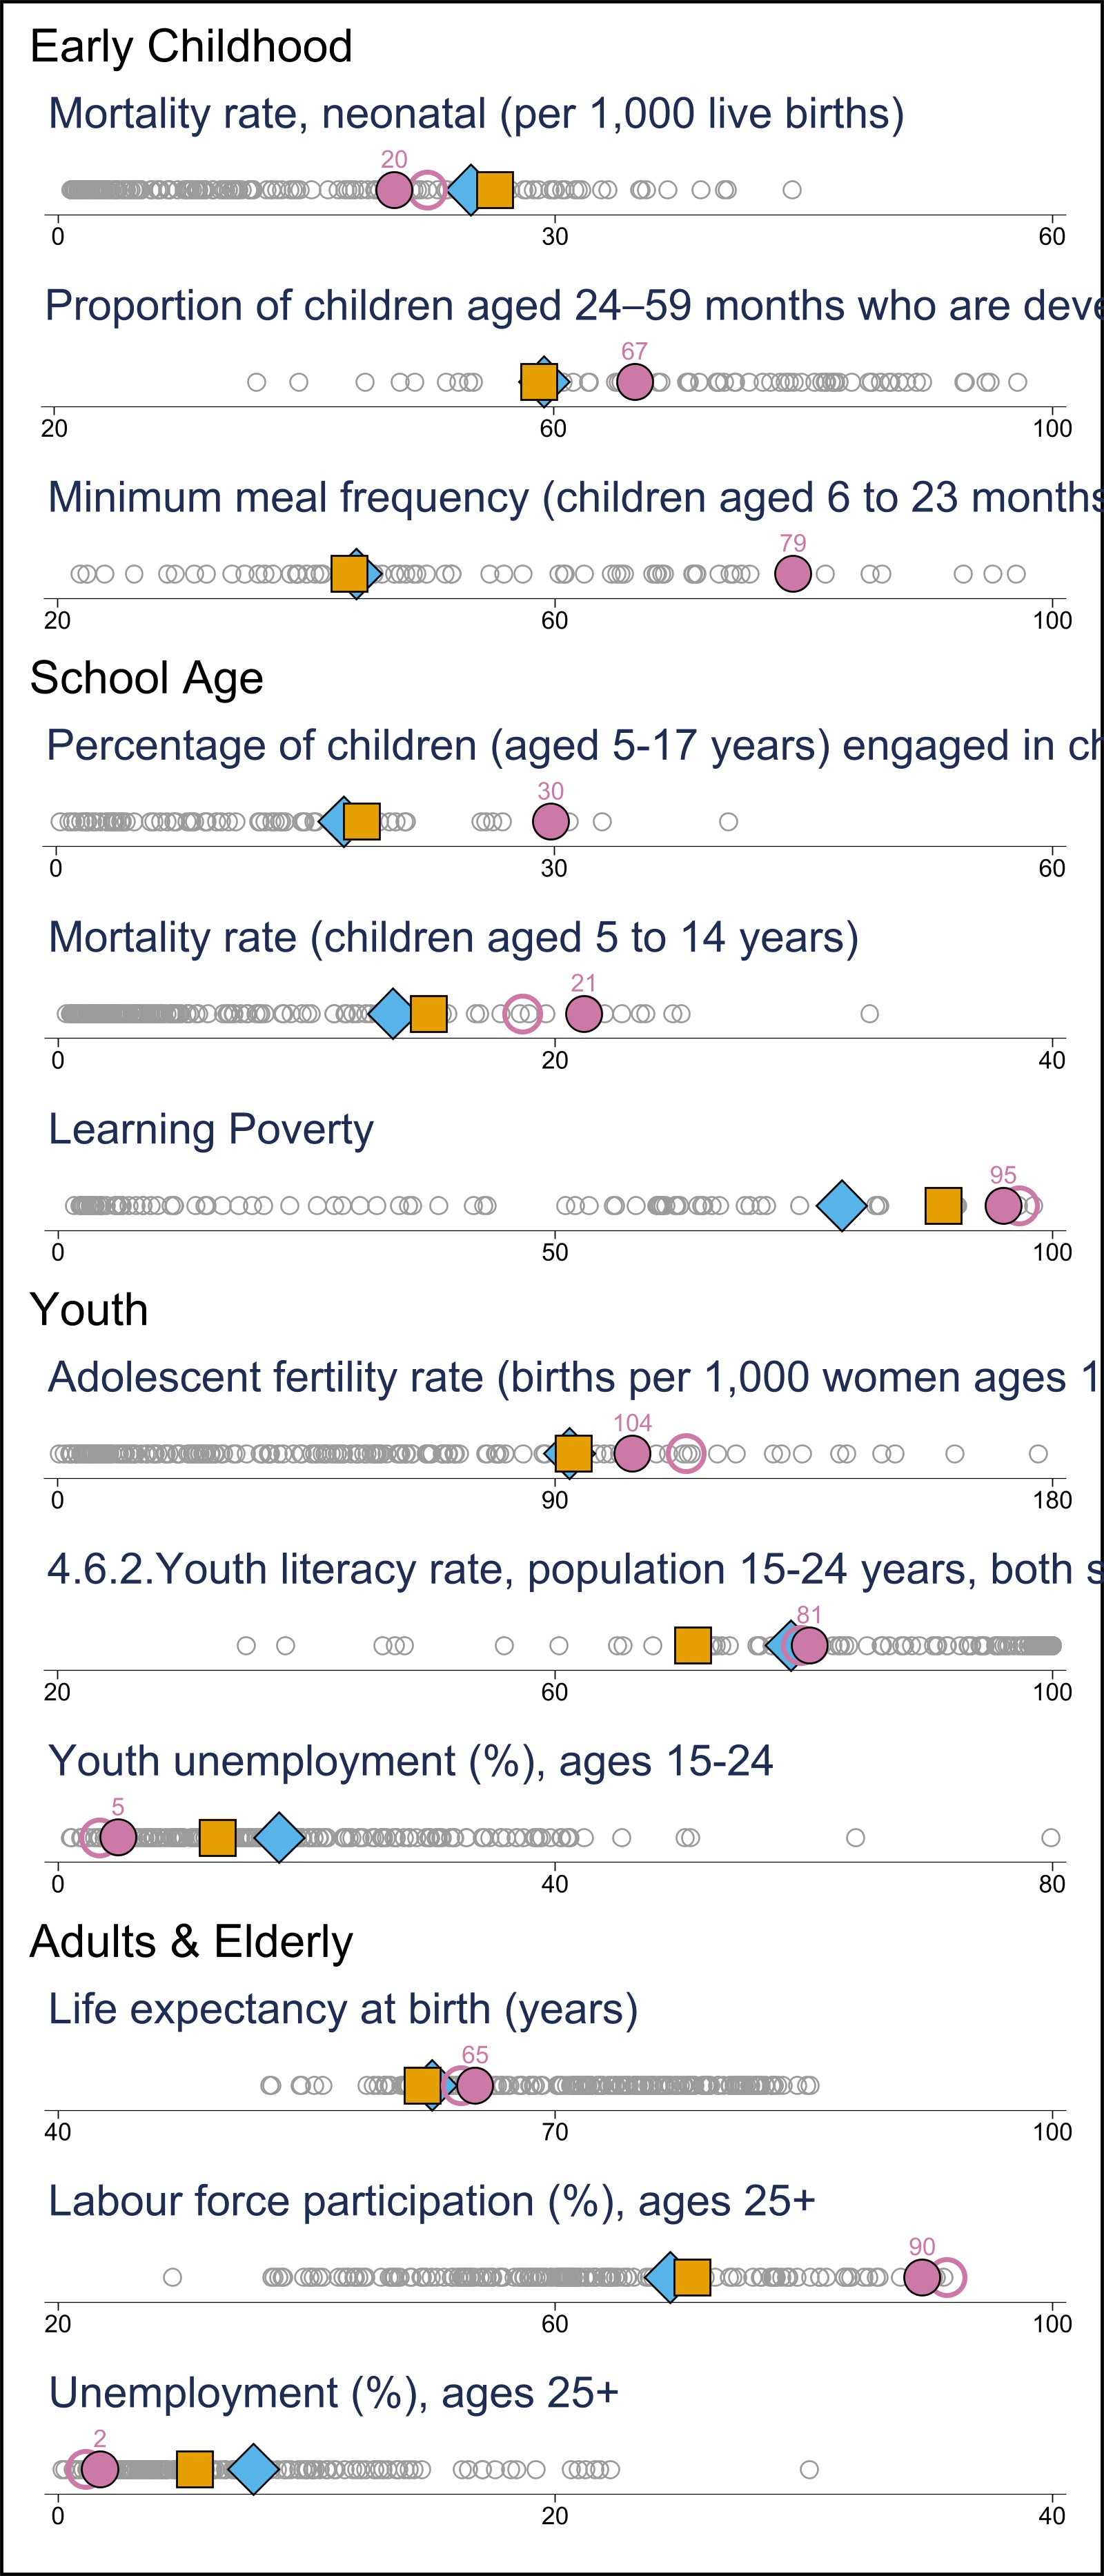 Early Childhood
Mortality rate, neonatal (per 1,000 live births)
20
0 30 60
Proportion of children aged 24–59 months who are deve
67
20 60 100
Minimum meal frequency (children aged 6 to 23 months
79
20 60 100
School Age
Percentage of children (aged 5-17 years) engaged in ch
30
0 30 60
Mortality rate (children aged 5 to 14 years)
21
0 20 40
Learning Poverty
95
0 50 100
Youth
Adolescent fertility rate (births per 1,000 women ages 1
104
0 90 180
4.6.2.Youth literacy rate, population 15-24 years, both s
81
20 60 100
Youth unemployment (%), ages 15-24
5
0 40 80
Adults & Elderly
Life expectancy at birth (years)
65
40 70 100
Labour force participation (%), ages 25+
90
20 60 100
Unemployment (%), ages 25+
2
0 20 40